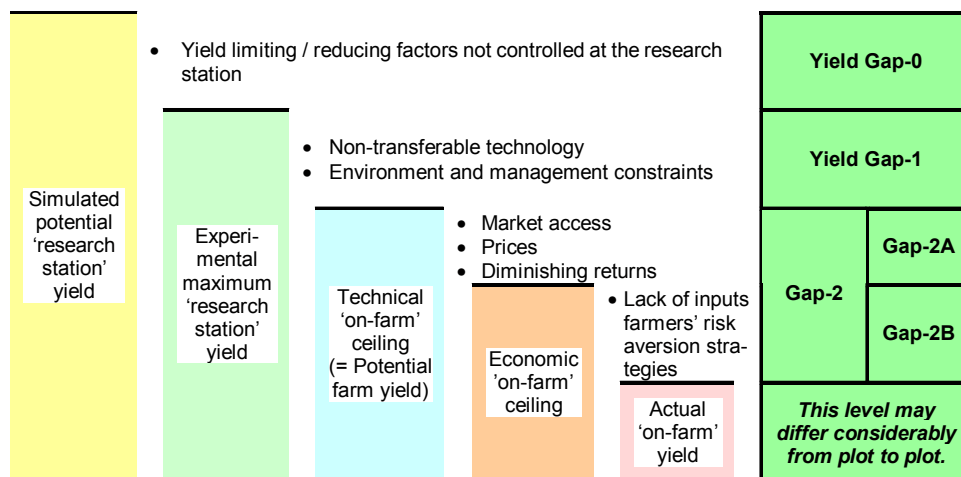 • Yield limiting / reducing factors not controlled at the research
station
Yield Gap-0
• Non-transferable technology
• Environment and management constraints
Yield Gap-1
Simulated
potential
‘research
station’
yield
Experi-
mental
maximum
‘research
station’
yield
• Market access
• Prices
• Diminishing returns
Technical
‘on-farm’
ceiling
(= Potential
farm yield)
• Lack of inputs
farmers’ risk
aversion stra-
tegies
Economic
’on-farm’
ceiling
Actual
‘on-farm’
yield
Gap-2
Gap-2A
Gap-2B
This level may
differ considerably
from plot to plot.